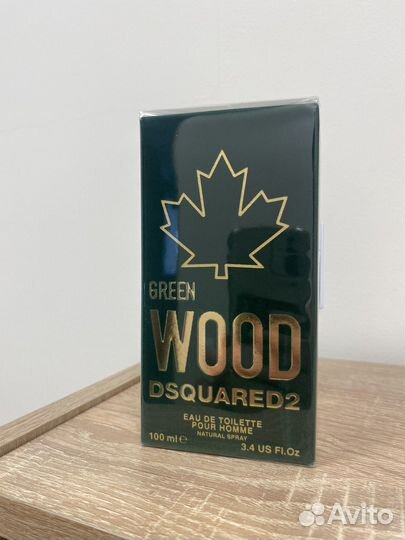 GREEN
WOOD
DSQUARED2
EAU DE TOILETTE
POUR HOMME
NATURAL SPRAY
100 ml ℮
3.4 US Fl.Oz
Avito